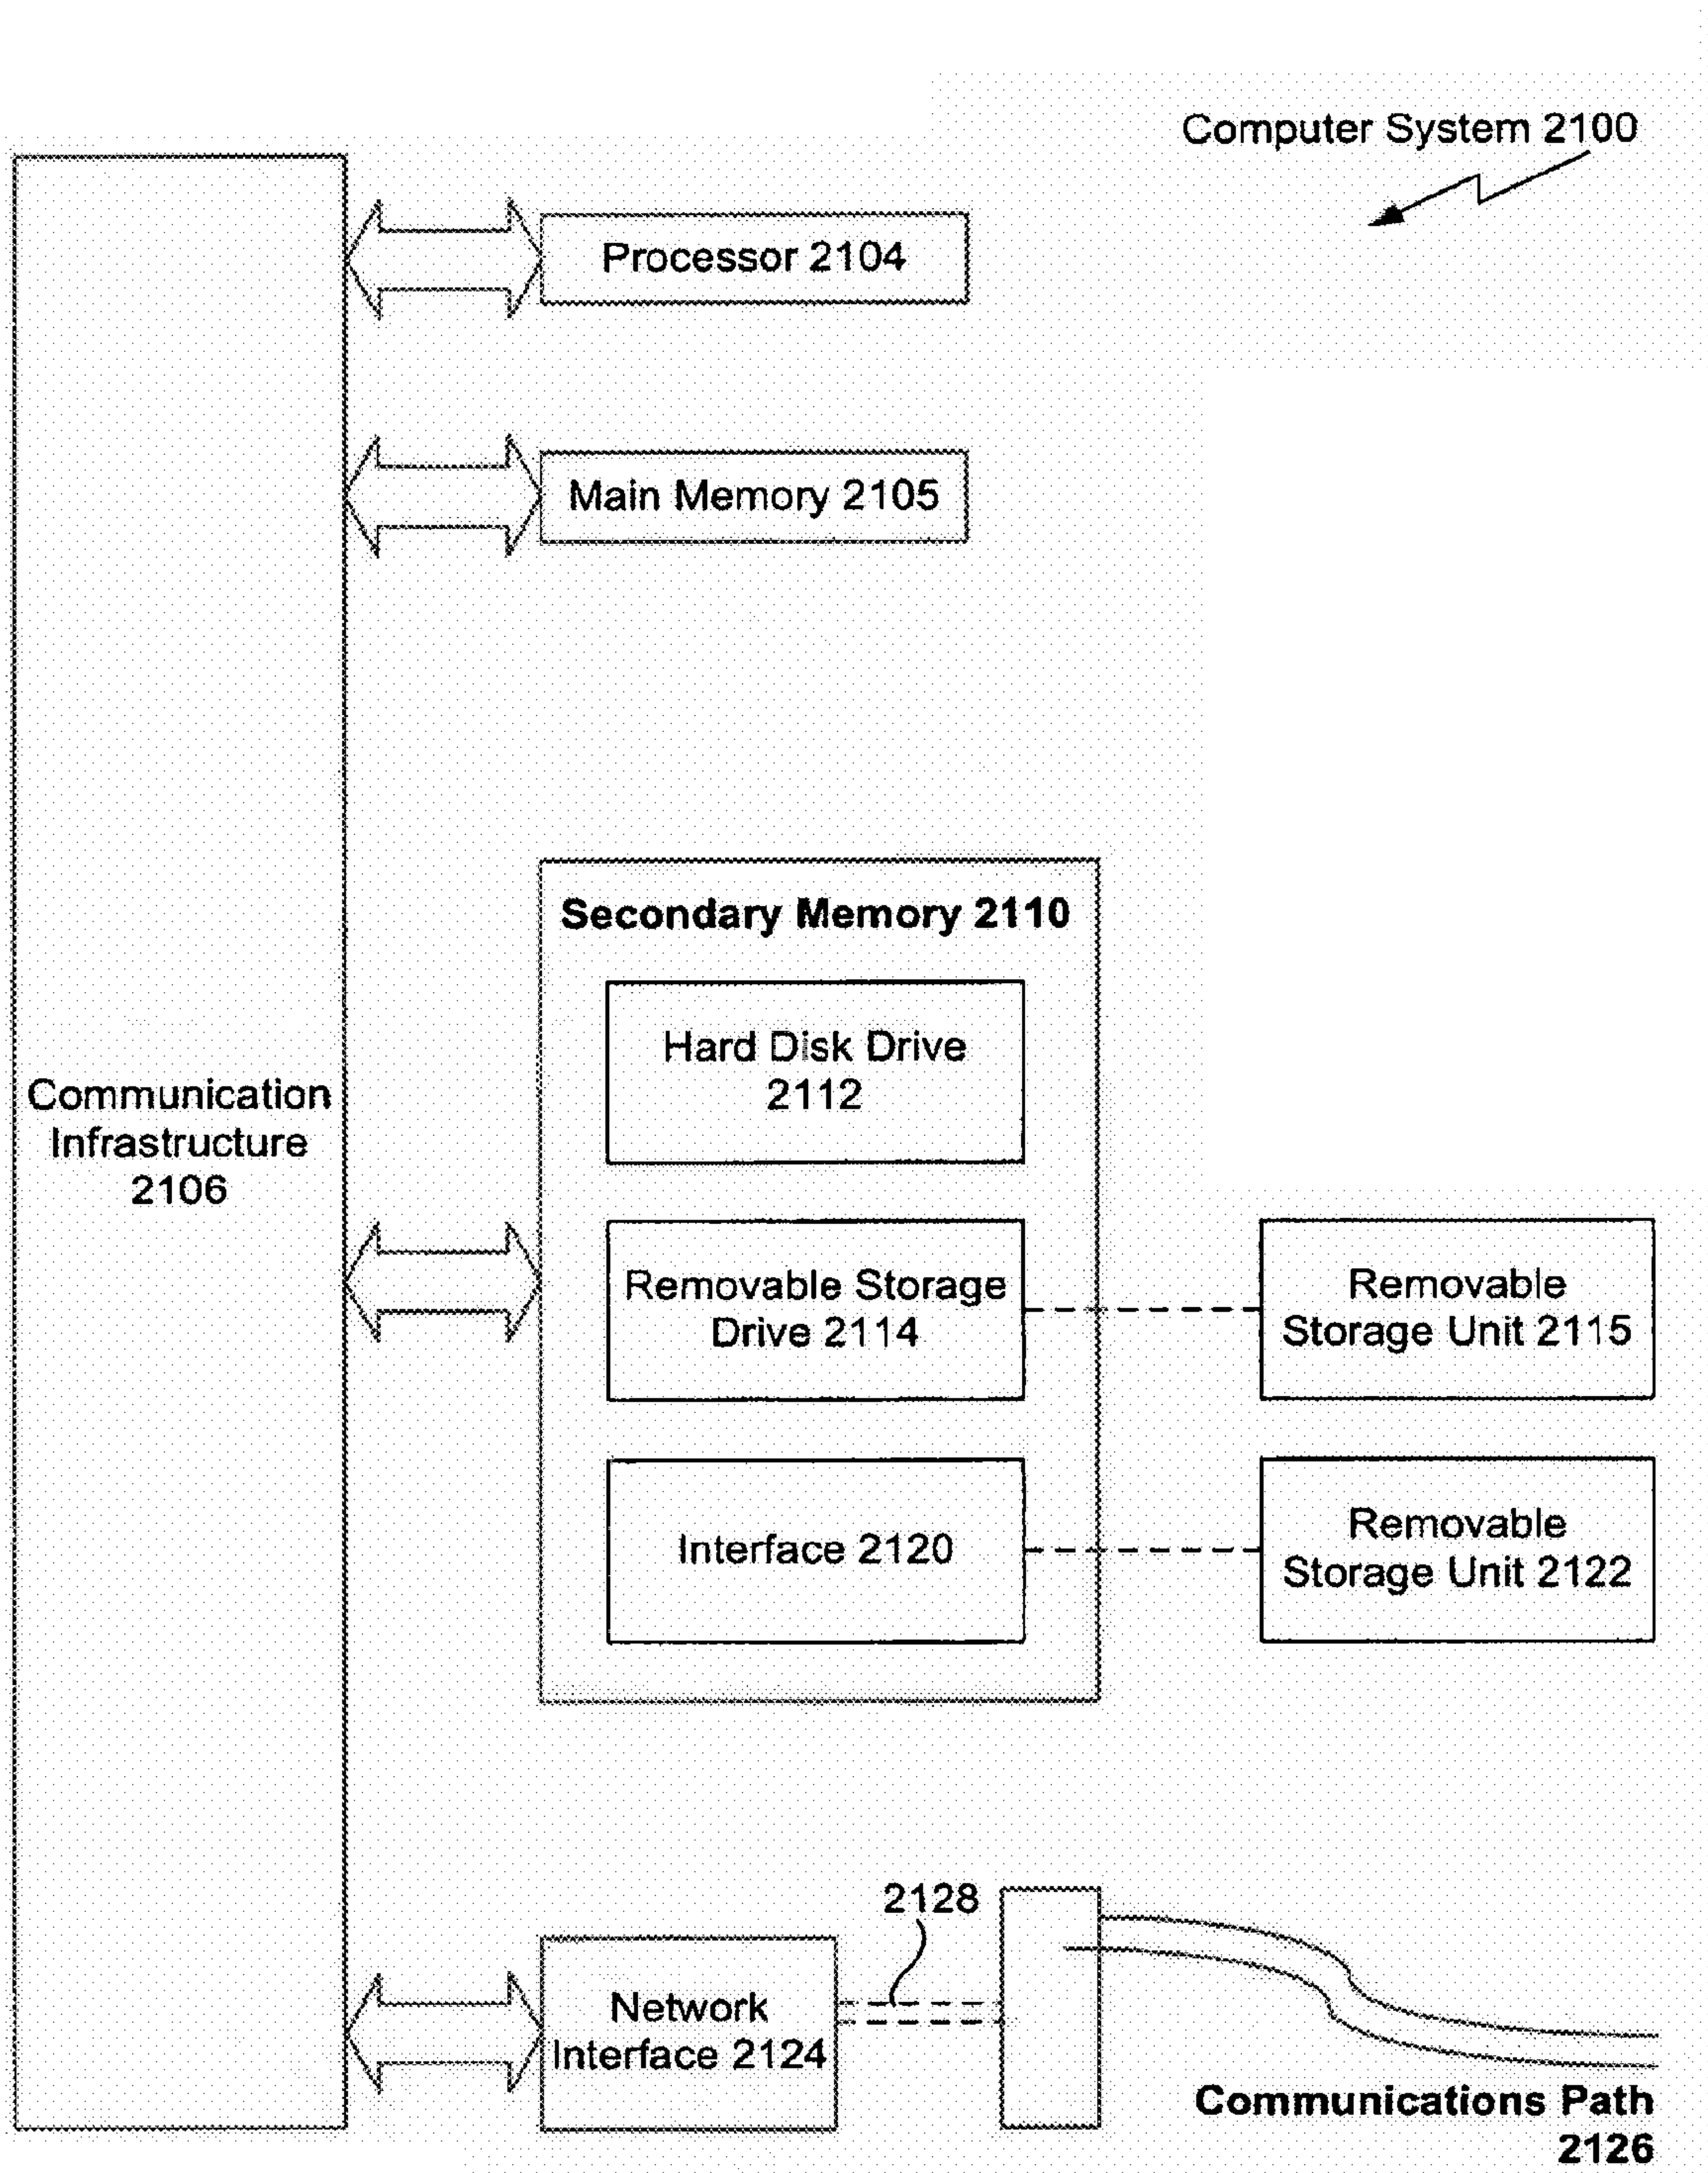 Computer System 2100
Processor 2104
Main Memory 2105
Secondary Memory 2110
Hard Disk Drive
2112
Communication
Infrastructure
2106
Removable Storage
Drive 2114
Removable
Storage Unit 2115
Interface 2120
Removable
Storage Unit 2122
2128
Network
Interface 2124
Communications Path
2126